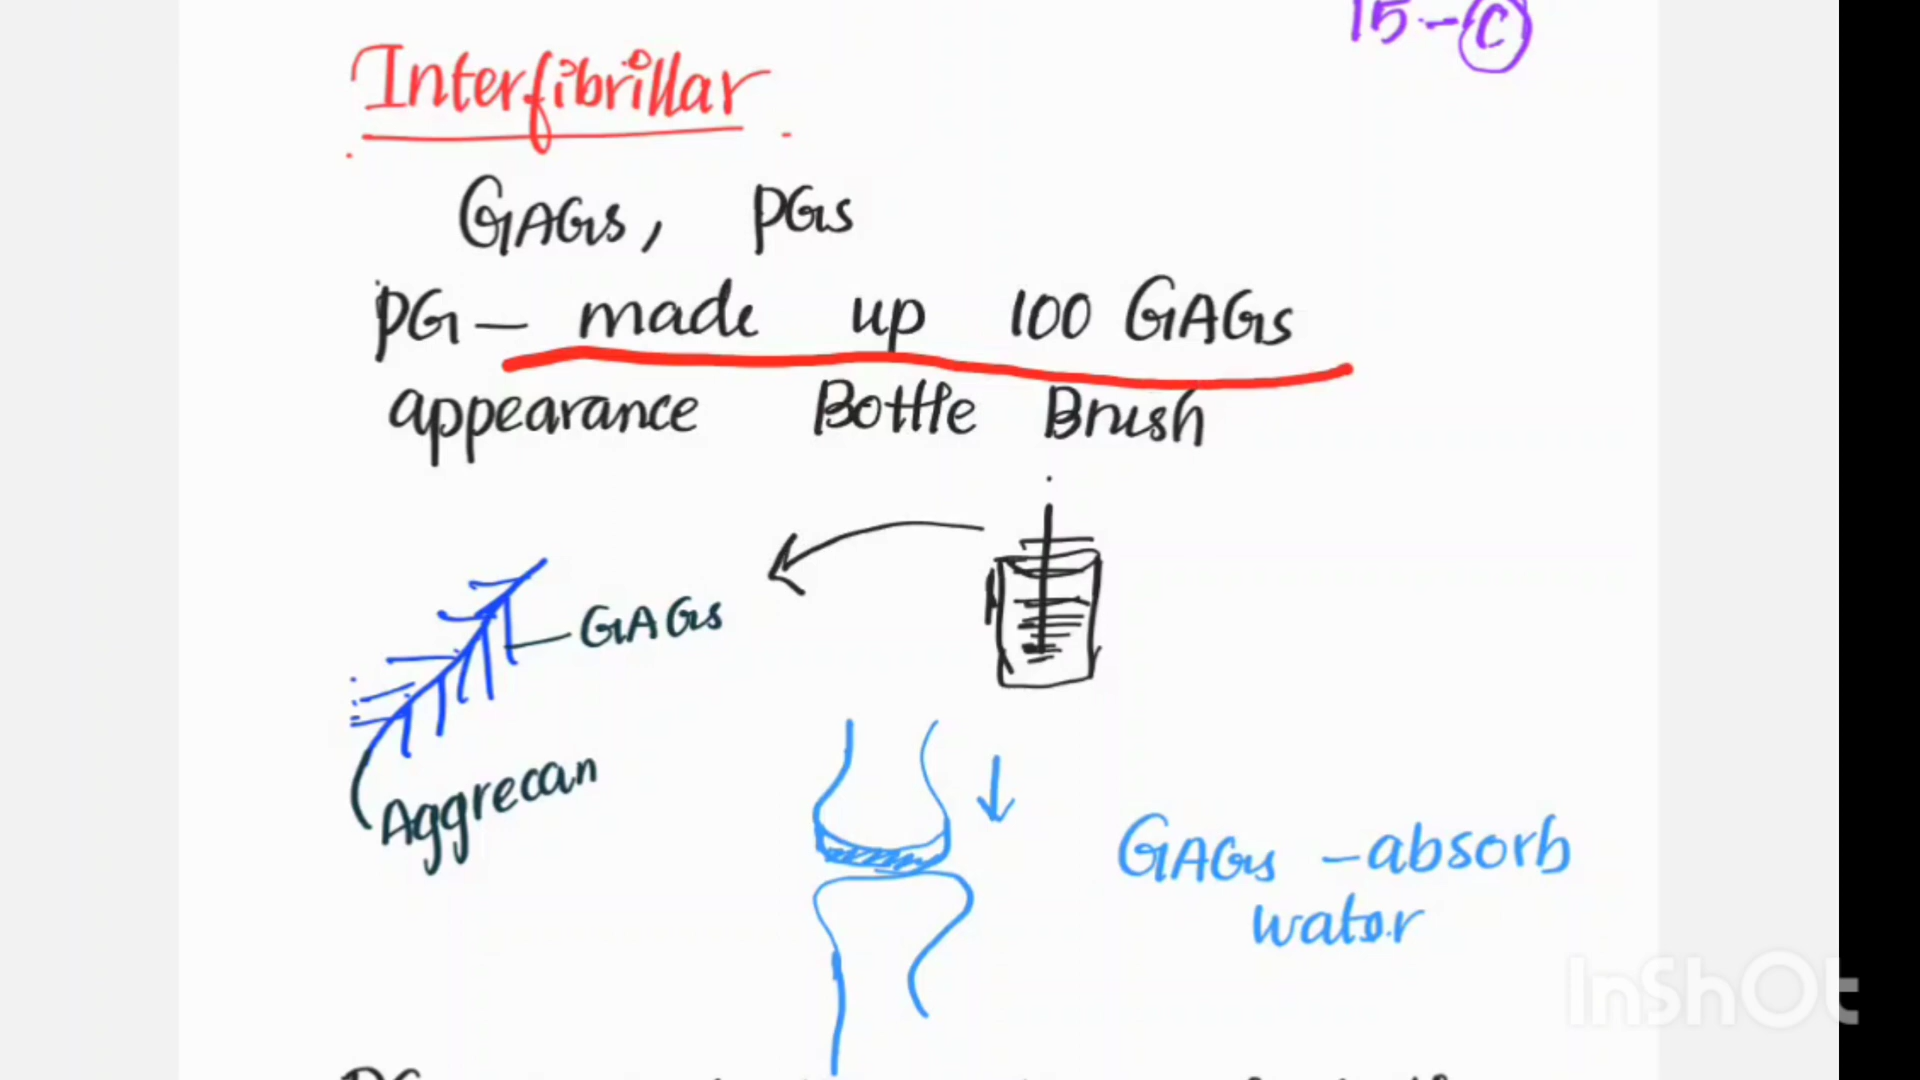 15-C
Interfibrillar
GAGs, PGs
PG - made up 100 GAGs
appearance Bottle Brush
GAGs
Aggrecan
GAGs - absorb
water
InShOt